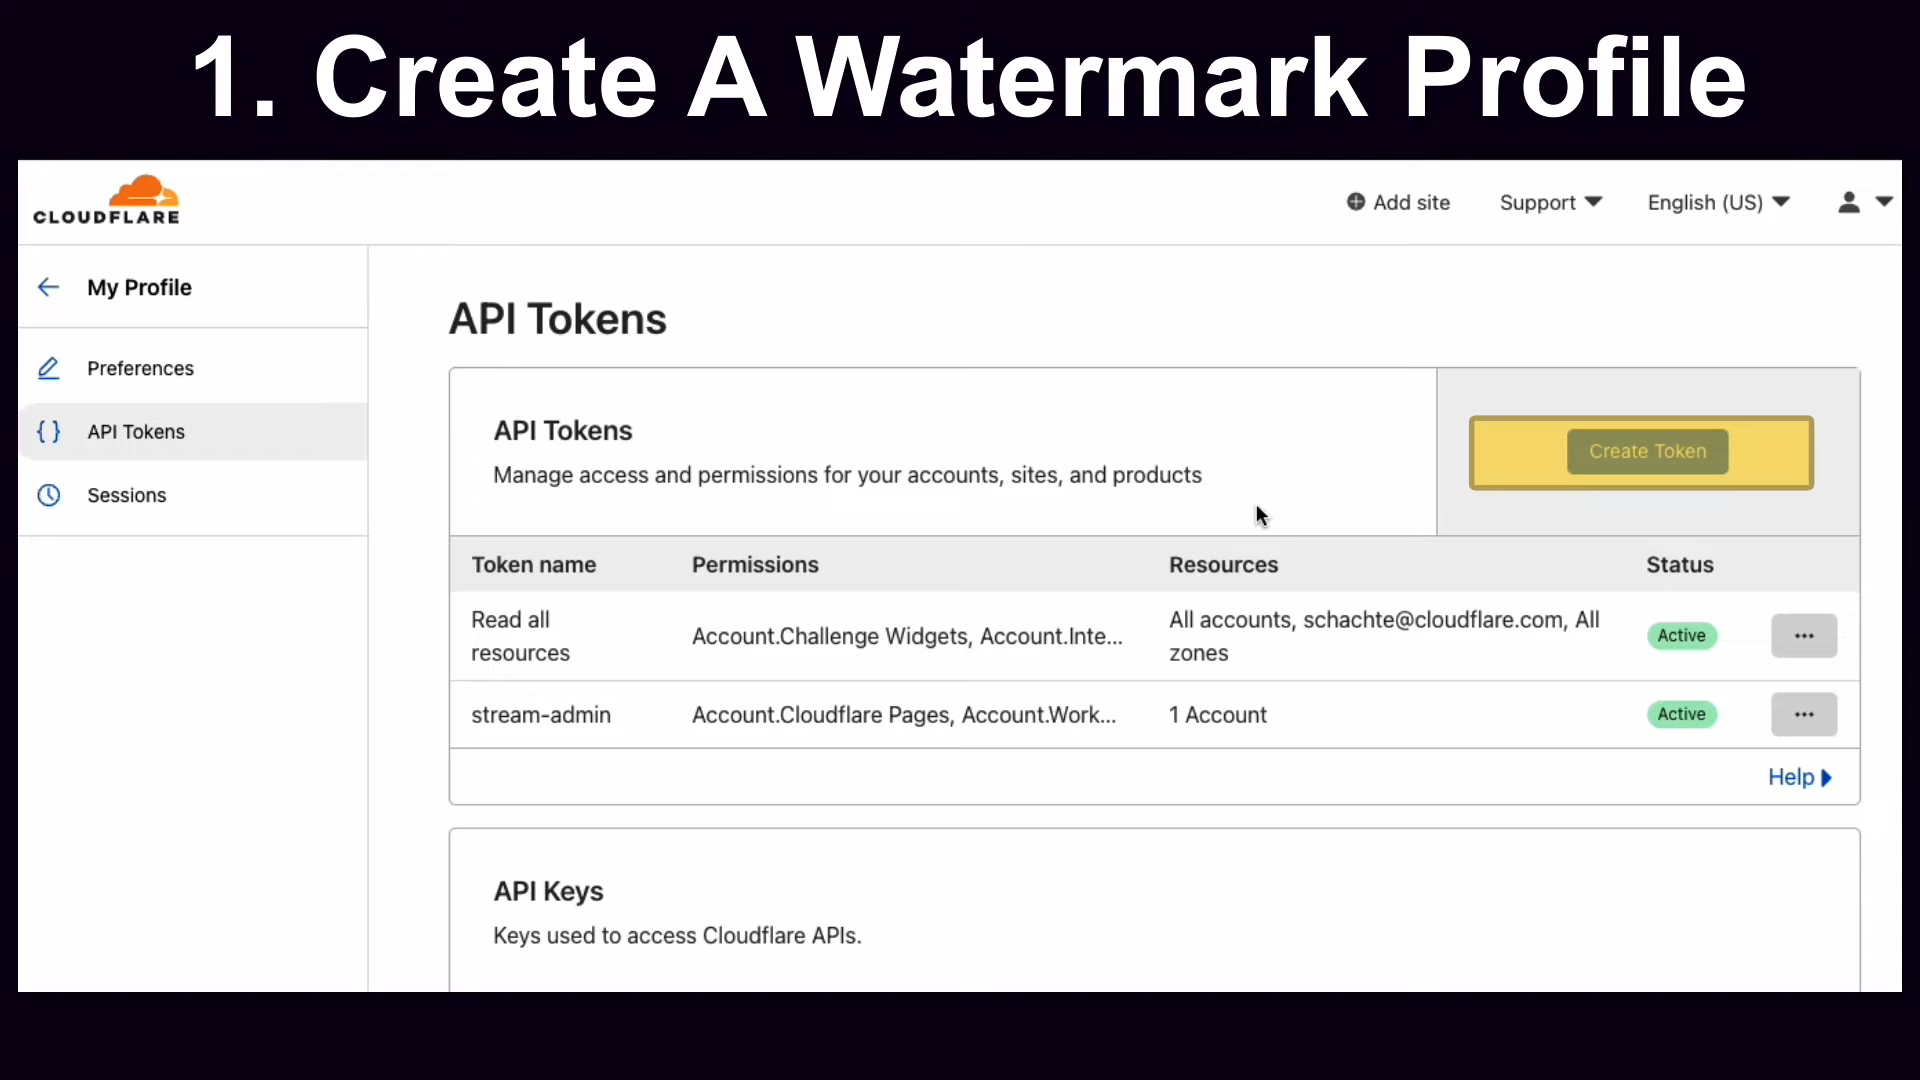 1. Create A Watermark Profile
CLOUDFLARE
Add site
Support
English (US)
My Profile
Preferences
API Tokens
Sessions
API Tokens
API Tokens
Manage access and permissions for your accounts, sites, and products
Create Token
Token name Permissions Resources Status
Read all
resources
Account.Challenge Widgets, Account.Inte...
All accounts, schachte@cloudflare.com, All
zones
Active
stream-admin Account.Cloudflare Pages, Account.Work... 1 Account Active
Help
API Keys
Keys used to access Cloudflare APIs.